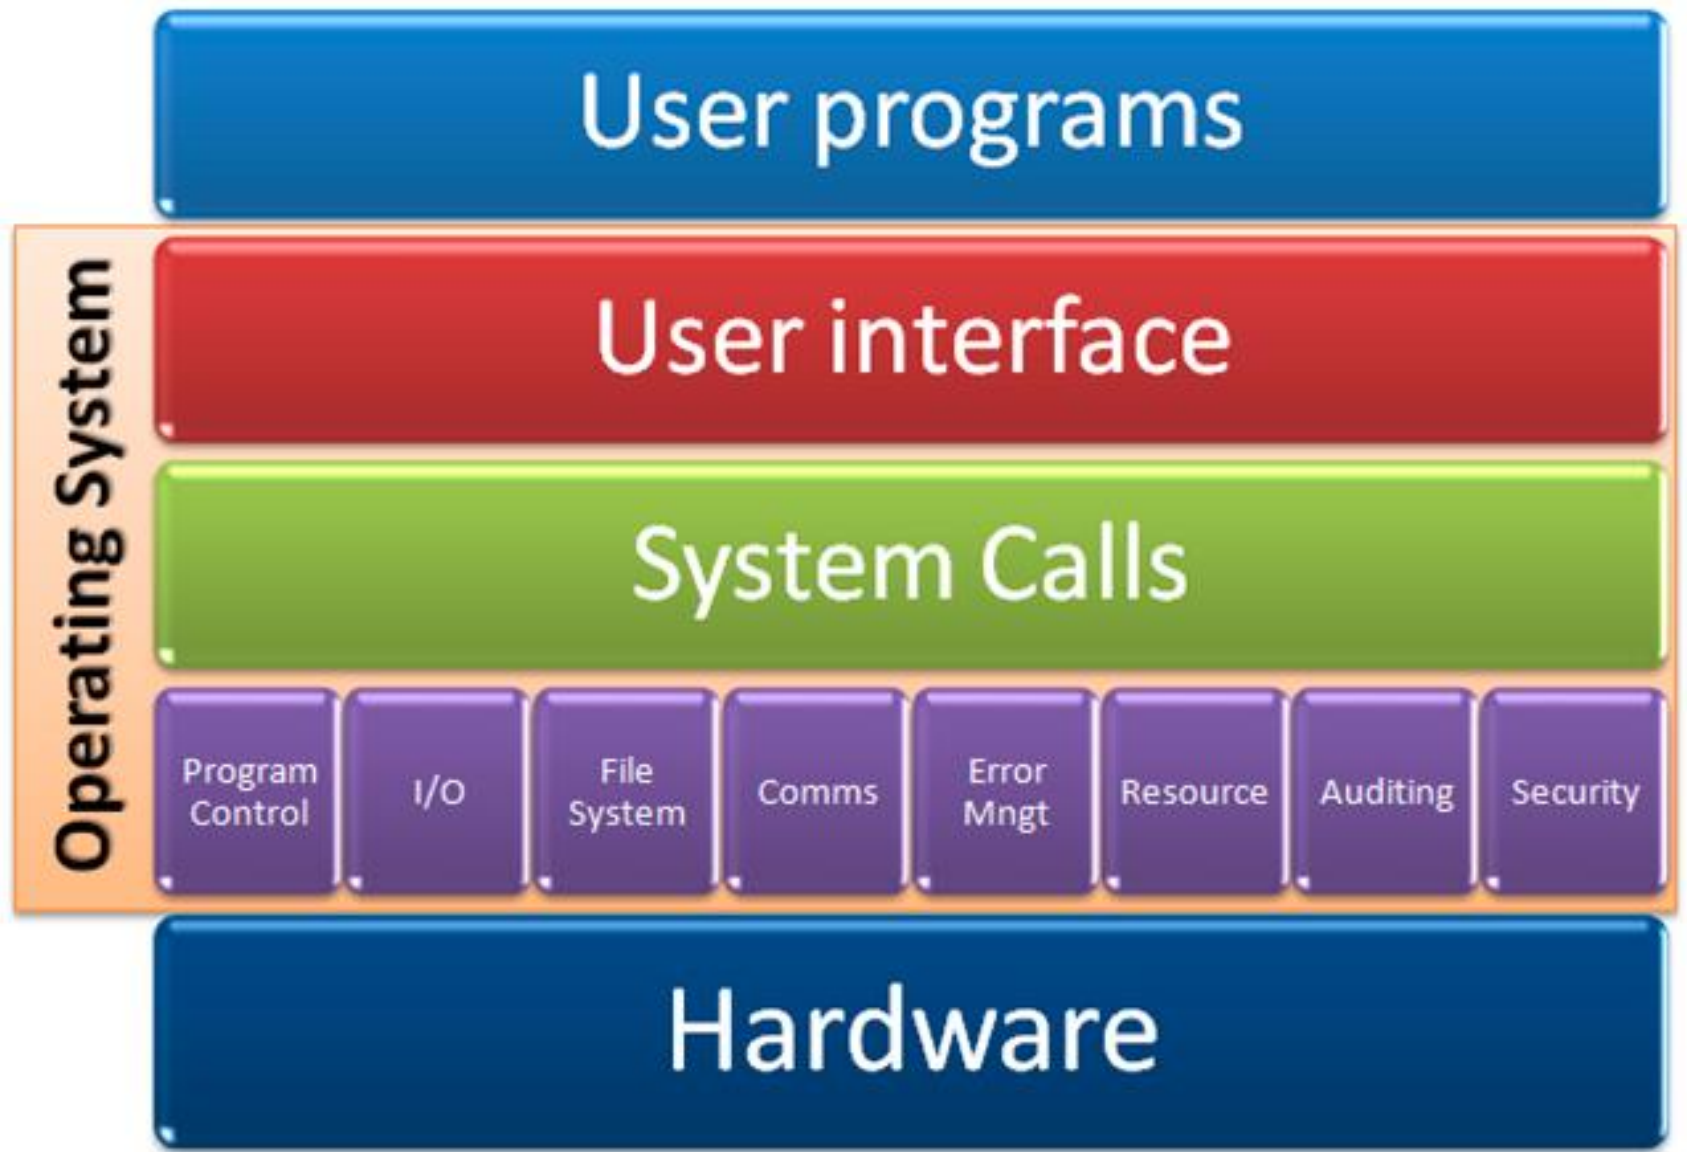 User programs
Operating System
User interface
System Calls
Program
Control
I/O
File
System
Comms
Error
Mngt
Resource
Auditing
Security
Hardware